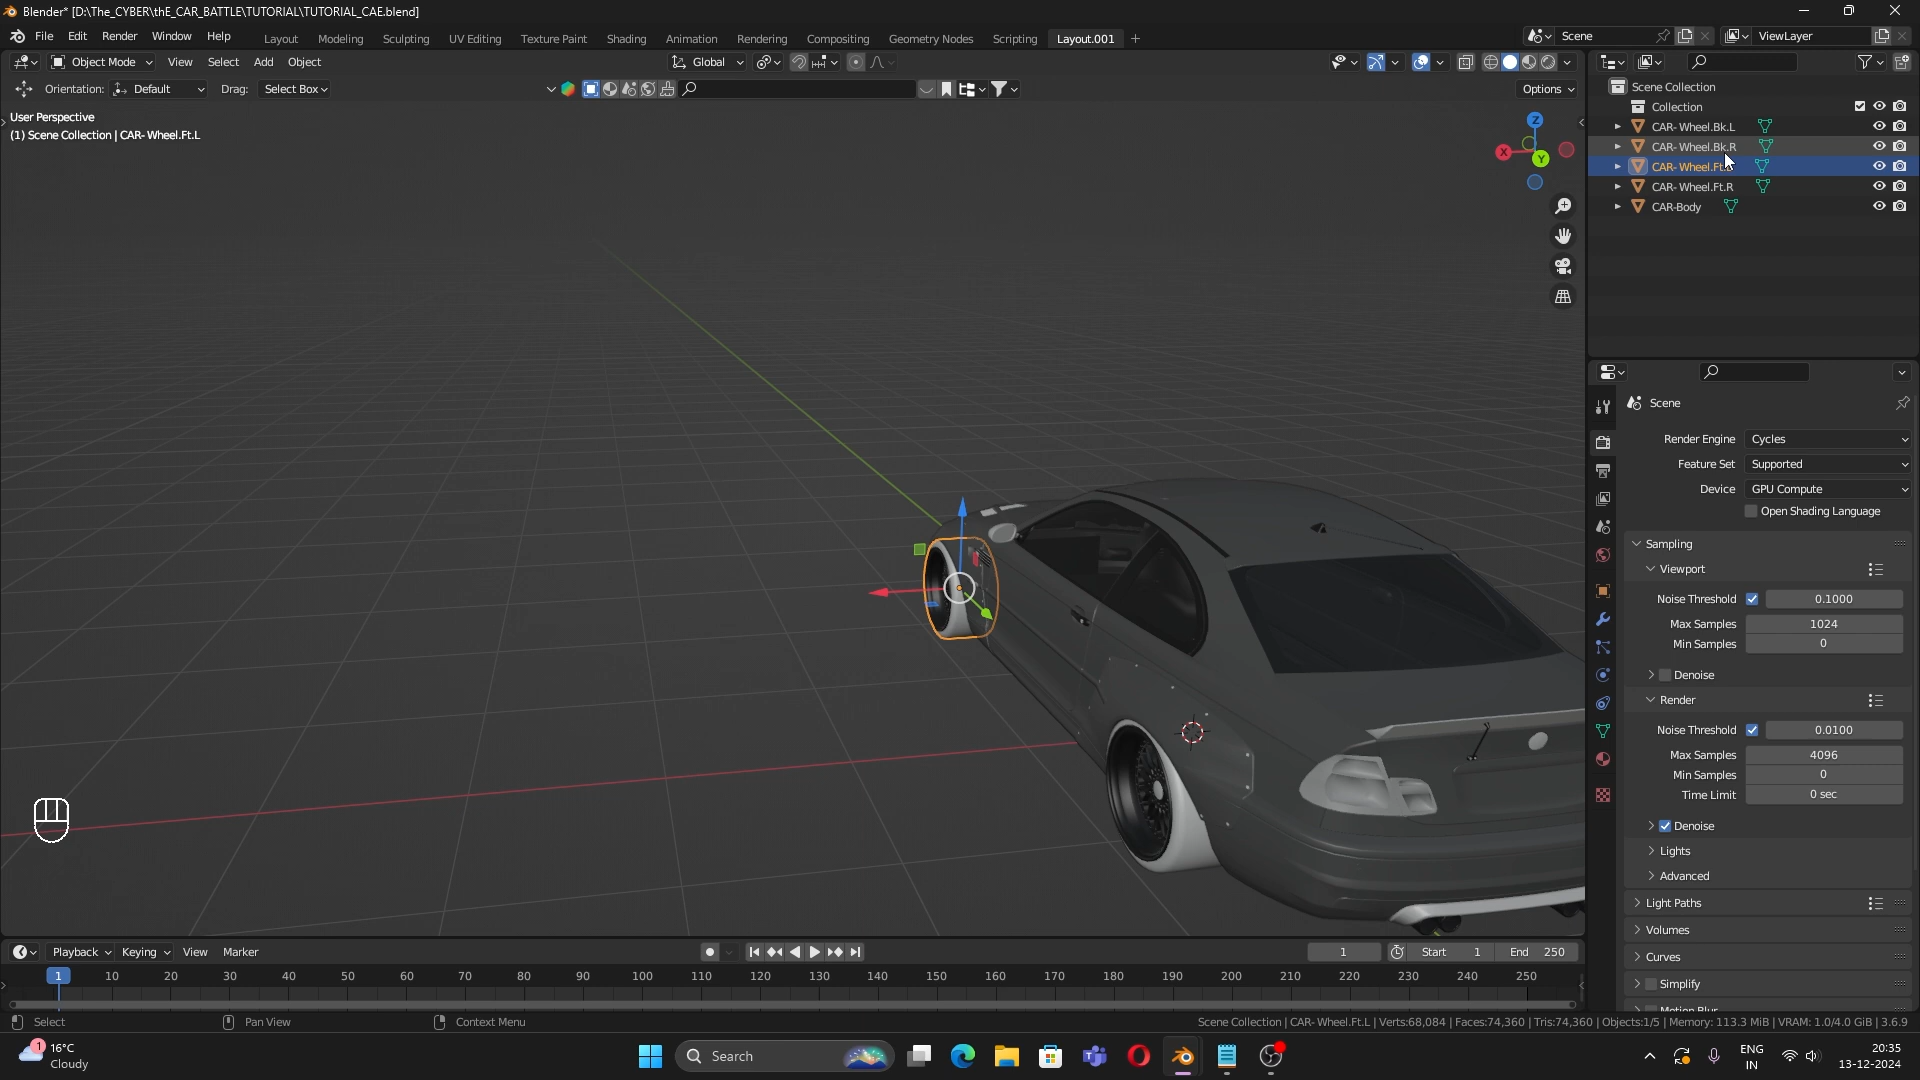 Blender* [D:\The_CYBER\thE_CAR_BATTLE\TUTORIAL\TUTORIAL_CAE.blend]
File Edit Render Window Help Layout Modeling Sculpting UV Editing Texture Paint Shading Animation Rendering Compositing Geometry Nodes Scripting Layout.001 + Scene ViewLayer
Object Mode View Select Add Object Global
Orientation: Default Drag: Select Box Options
User Perspective
(1) Scene Collection | CAR- Wheel.Ft.L
X Y Z
Scene Collection
Collection
CAR- Wheel.Bk.L
CAR- Wheel.Bk.R
CAR- Wheel.Ft.
CAR- Wheel.Ft.R
CAR-Body
Scene
Render Engine Cycles
Feature Set Supported
Device GPU Compute
Open Shading Language
Sampling
Viewport
Noise Threshold 0.1000
Max Samples 1024
Min Samples 0
Denoise
Render
Noise Threshold 0.0100
Max Samples 4096
Min Samples 0
Time Limit 0 sec
Denoise
Lights
Advanced
Light Paths
Volumes
Curves
Simplify
Motion Blur
Playback Keying View Marker 1 Start 1 End 250
1 10 20 30 40 50 60 70 80 90 100 110 120 130 140 150 160 170 180 190 200 210 220 230 240 250
Select Pan View Context Menu Scene Collection | CAR- Wheel.Ft.L | Verts:68,084 | Faces:74,360 | Tris:74,360 | Objects:1/5 | Memory: 113.3 MiB | VRAM: 1.0/4.0 GiB | 3.6.9
1 16°C
Cloudy
Search
ENG
IN
20:35
13-12-2024